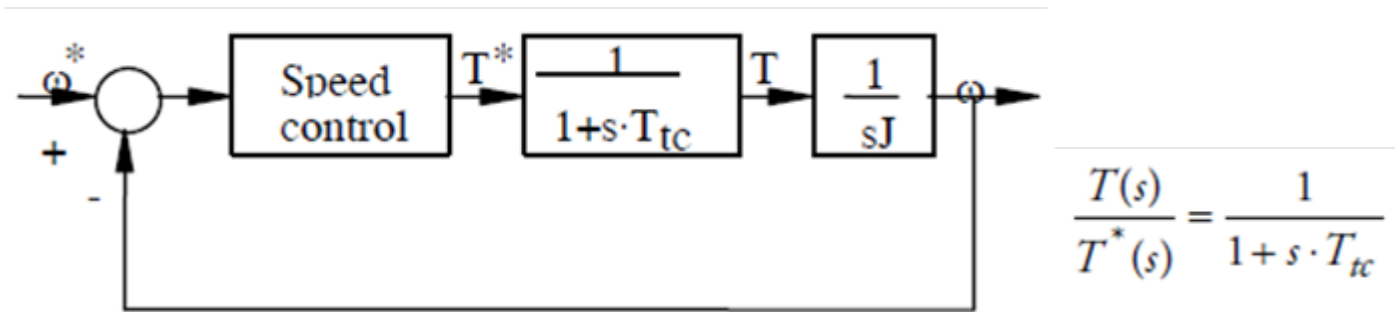 ω*
+
-
Speed
control
T*
1
1+s·Ttc
T
1
sJ
ω
T(s)
T*(s)
=
1
1+s·Ttc